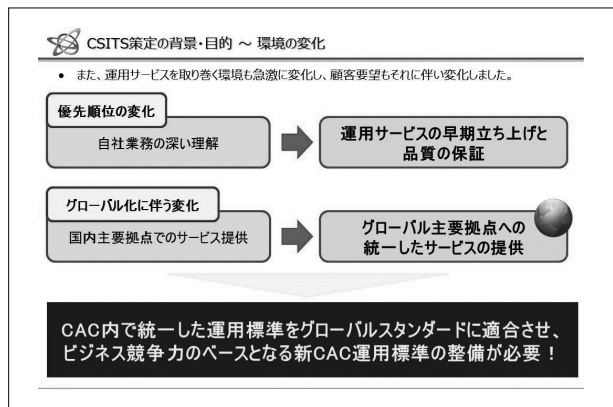 CSITS策定の背景・目的 ～ 環境の変化
• また、運用サービスを取り巻く環境も急激に変化し、顧客要望もそれに伴い変化しました。
優先順位の変化
自社業務の深い理解
運用サービスの早期立ち上げと
品質の保証
グローバル化に伴う変化
国内主要拠点でのサービス提供
グローバル主要拠点への
統一したサービスの提供
CAC内で統一した運用標準をグローバルスタンダードに適合させ、
ビジネス競争力のベースとなる新CAC運用標準の整備が必要！